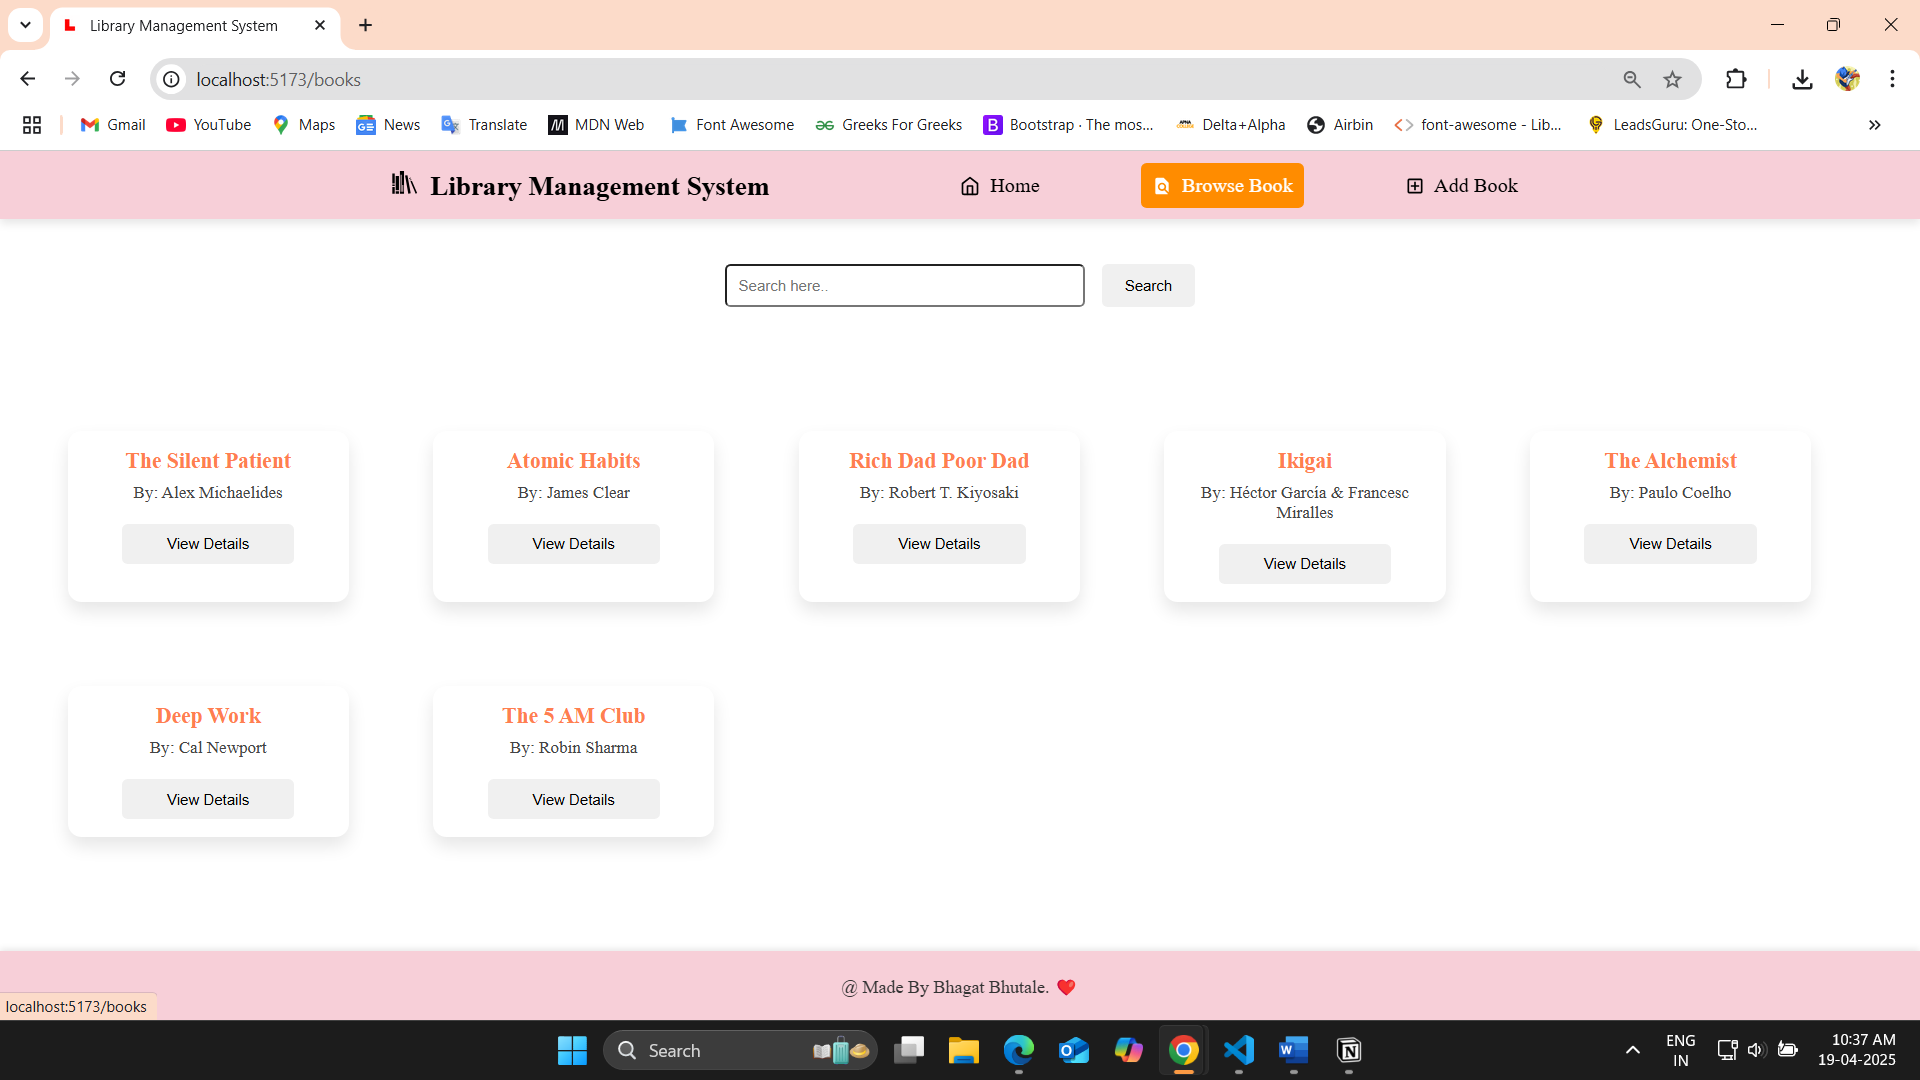 Library Management System
localhost:5173/books
Gmail
YouTube
Maps
News
Translate
MDN Web
Font Awesome
Greeks For Greeks
Bootstrap · The mos...
Delta+Alpha
Airbin
font-awesome - Lib...
LeadsGuru: One-Sto...
Library Management System
Home
Browse Book
Add Book
Search here..
Search
The Silent Patient
By: Alex Michaelides
View Details
Atomic Habits
By: James Clear
View Details
Rich Dad Poor Dad
By: Robert T. Kiyosaki
View Details
Ikigai
By: Héctor García & Francesc
Miralles
View Details
The Alchemist
By: Paulo Coelho
View Details
Deep Work
By: Cal Newport
View Details
The 5 AM Club
By: Robin Sharma
View Details
@ Made By Bhagat Bhutale. ❤️
localhost:5173/books
Search
ENG
IN
10:37 AM
19-04-2025